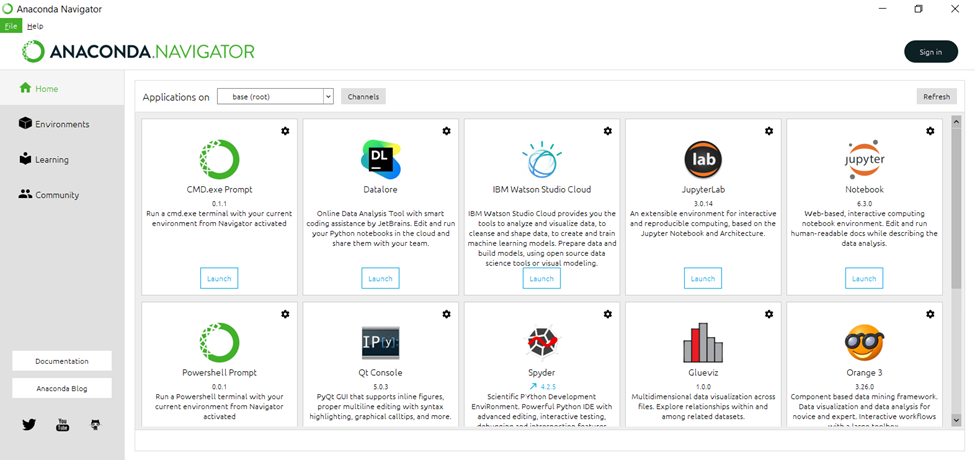 Anaconda Navigator
File Help
ANACONDA.NAVIGATOR
Sign in
Home
Environments
Learning
Community
Documentation
Anaconda Blog
You
Tube
Applications on base (root) Channels Refresh
CMD.exe Prompt
0.1.1
Run a cmd.exe terminal with your current
environment from Navigator activated
Launch
DL
Datalore
Online Data Analysis Tool with smart
coding assistance by JetBrains. Edit and run
your Python notebooks in the cloud and
share them with your team.
Launch
IBM Watson Studio Cloud
IBM Watson Studio Cloud provides you the
tools to analyze and visualize data, to
cleanse and shape data, to create and train
machine learning models. Prepare data and
build models, using open source data
science tools or visual modeling.
Launch
lab
JupyterLab
3.0.14
An extensible environment for interactive
and reproducible computing, based on the
Jupyter Notebook and Architecture.
Launch
jupyter
Notebook
6.3.0
Web-based, interactive computing
notebook environment. Edit and run
human-readable docs while describing the
data analysis.
Launch
Powershell Prompt
0.0.1
Run a Powershell terminal with your
current environment from Navigator
activated
IP[y]:
Qt Console
5.0.3
PyQt GUI that supports inline figures,
proper multiline editing with syntax
highlighting, graphical calltips, and more.
Spyder
4.2.5
Scientific PYthon Development
EnviRonment. Powerful Python IDE with
advanced editing, interactive testing,
debugging and introspection features
Glueviz
1.0.0
Multidimensional data visualization across
files. Explore relationships within and
among related datasets.
Orange 3
3.26.0
Component based data mining framework.
Data visualization and data analysis for
novice and expert. Interactive workflows
with a large toolbox.